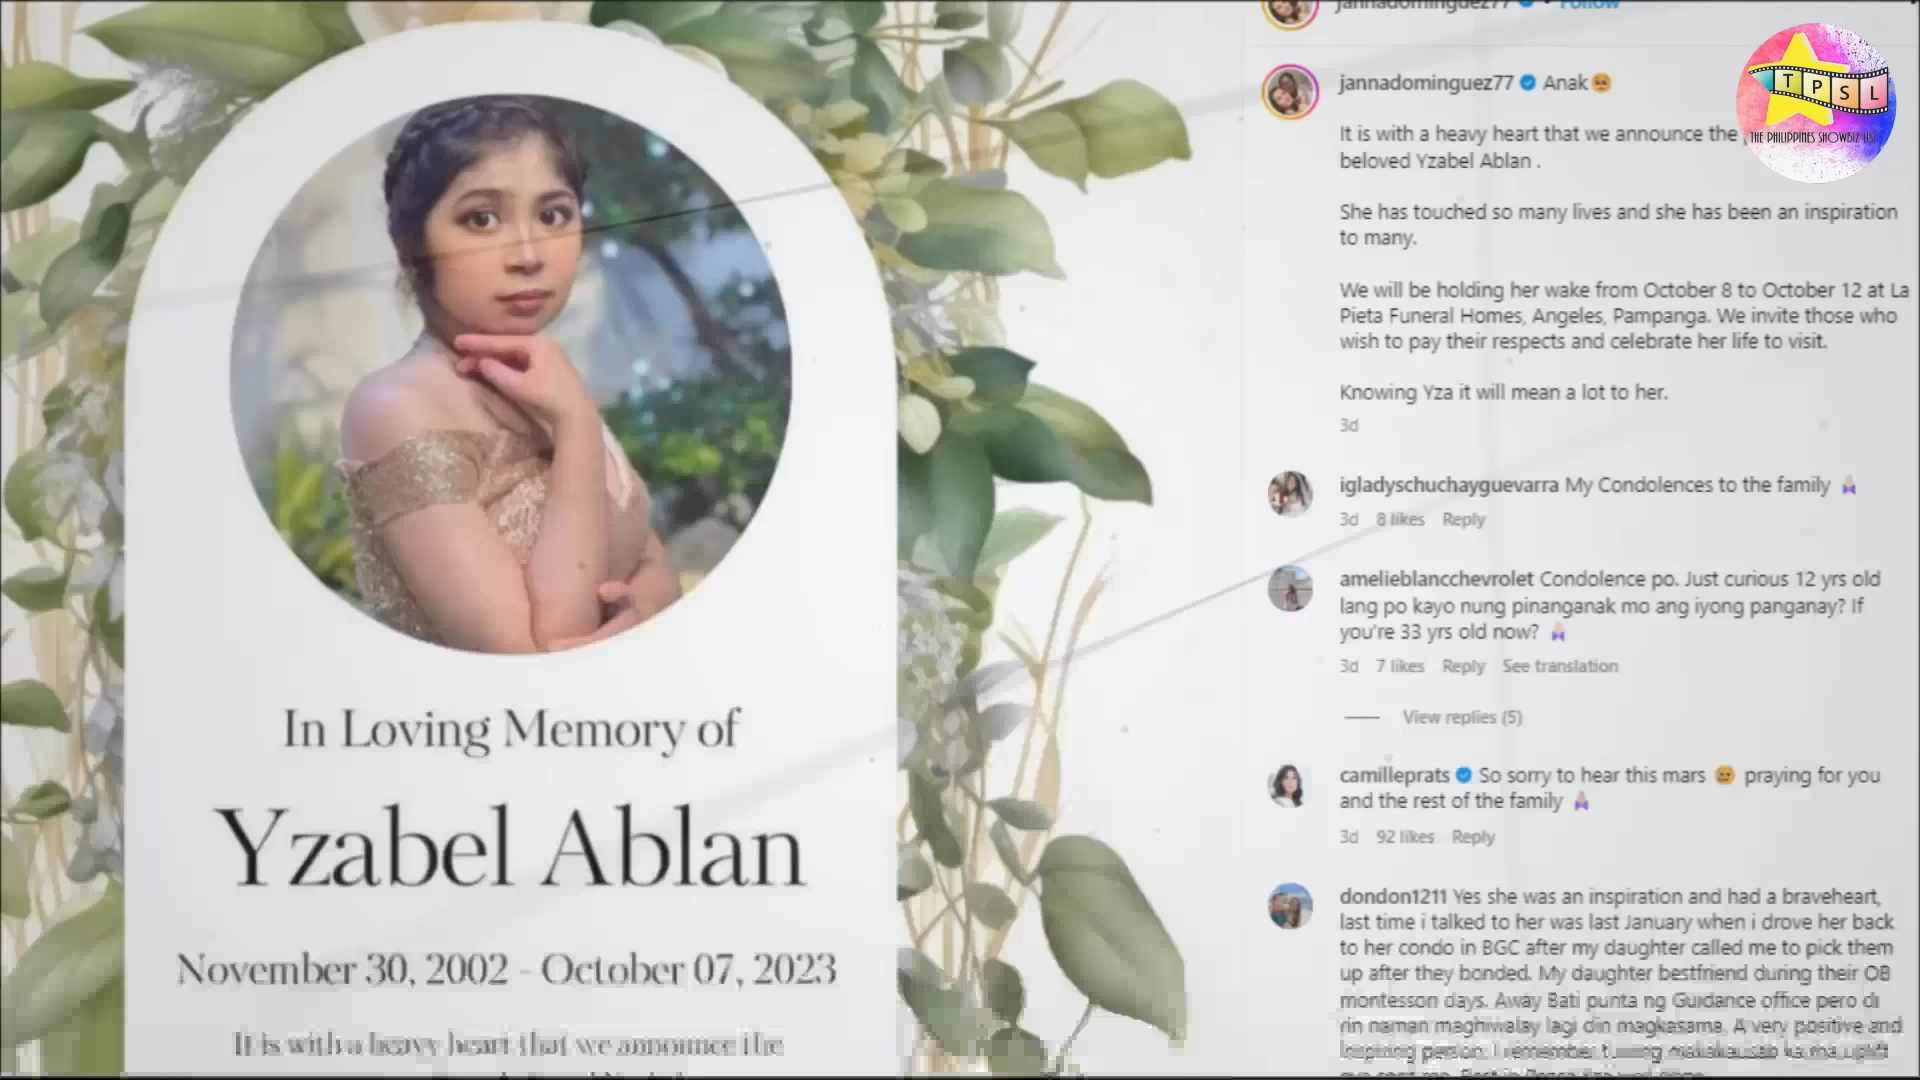 In Loving Memory of
Yzabel Ablan
November 30, 2002 - October 07, 2023
It is with a heavy heart that we announce the
jannadominguez77 • Follow
jannadominguez77 Anak
It is with a heavy heart that we announce the
beloved Yzabel Ablan .
She has touched so many lives and she has been an inspiration
to many.
We will be holding her wake from October 8 to October 12 at La
Pieta Funeral Homes, Angeles, Pampanga. We invite those who
wish to pay their respects and celebrate her life to visit.
Knowing Yza it will mean a lot to her.
3d
igladyschuchayguevarra My Condolences to the family
3d 8 likes Reply
amelieblancchevrolet Condolence po. Just curious 12 yrs old
lang po kayo nung pinanganak mo ang iyong panganay? If
you're 33 yrs old now?
3d 7 likes Reply See translation
View replies (5)
camilleprats So sorry to hear this mars praying for you
and the rest of the family
3d 92 likes Reply
dondon1211 Yes she was an inspiration and had a braveheart,
last time i talked to her was last January when i drove her back
to her condo in BGC after my daughter called me to pick them
up after they bonded. My daughter bestfriend during their OB
montesson days. Away Bati punta ng Guidance office pero di
rin naman maghiwalay lagi din magkasama. A very positive and
inspiring person. I remember tuwing
TPSL
THE PHILIPPINES SHOWBIZ LIST